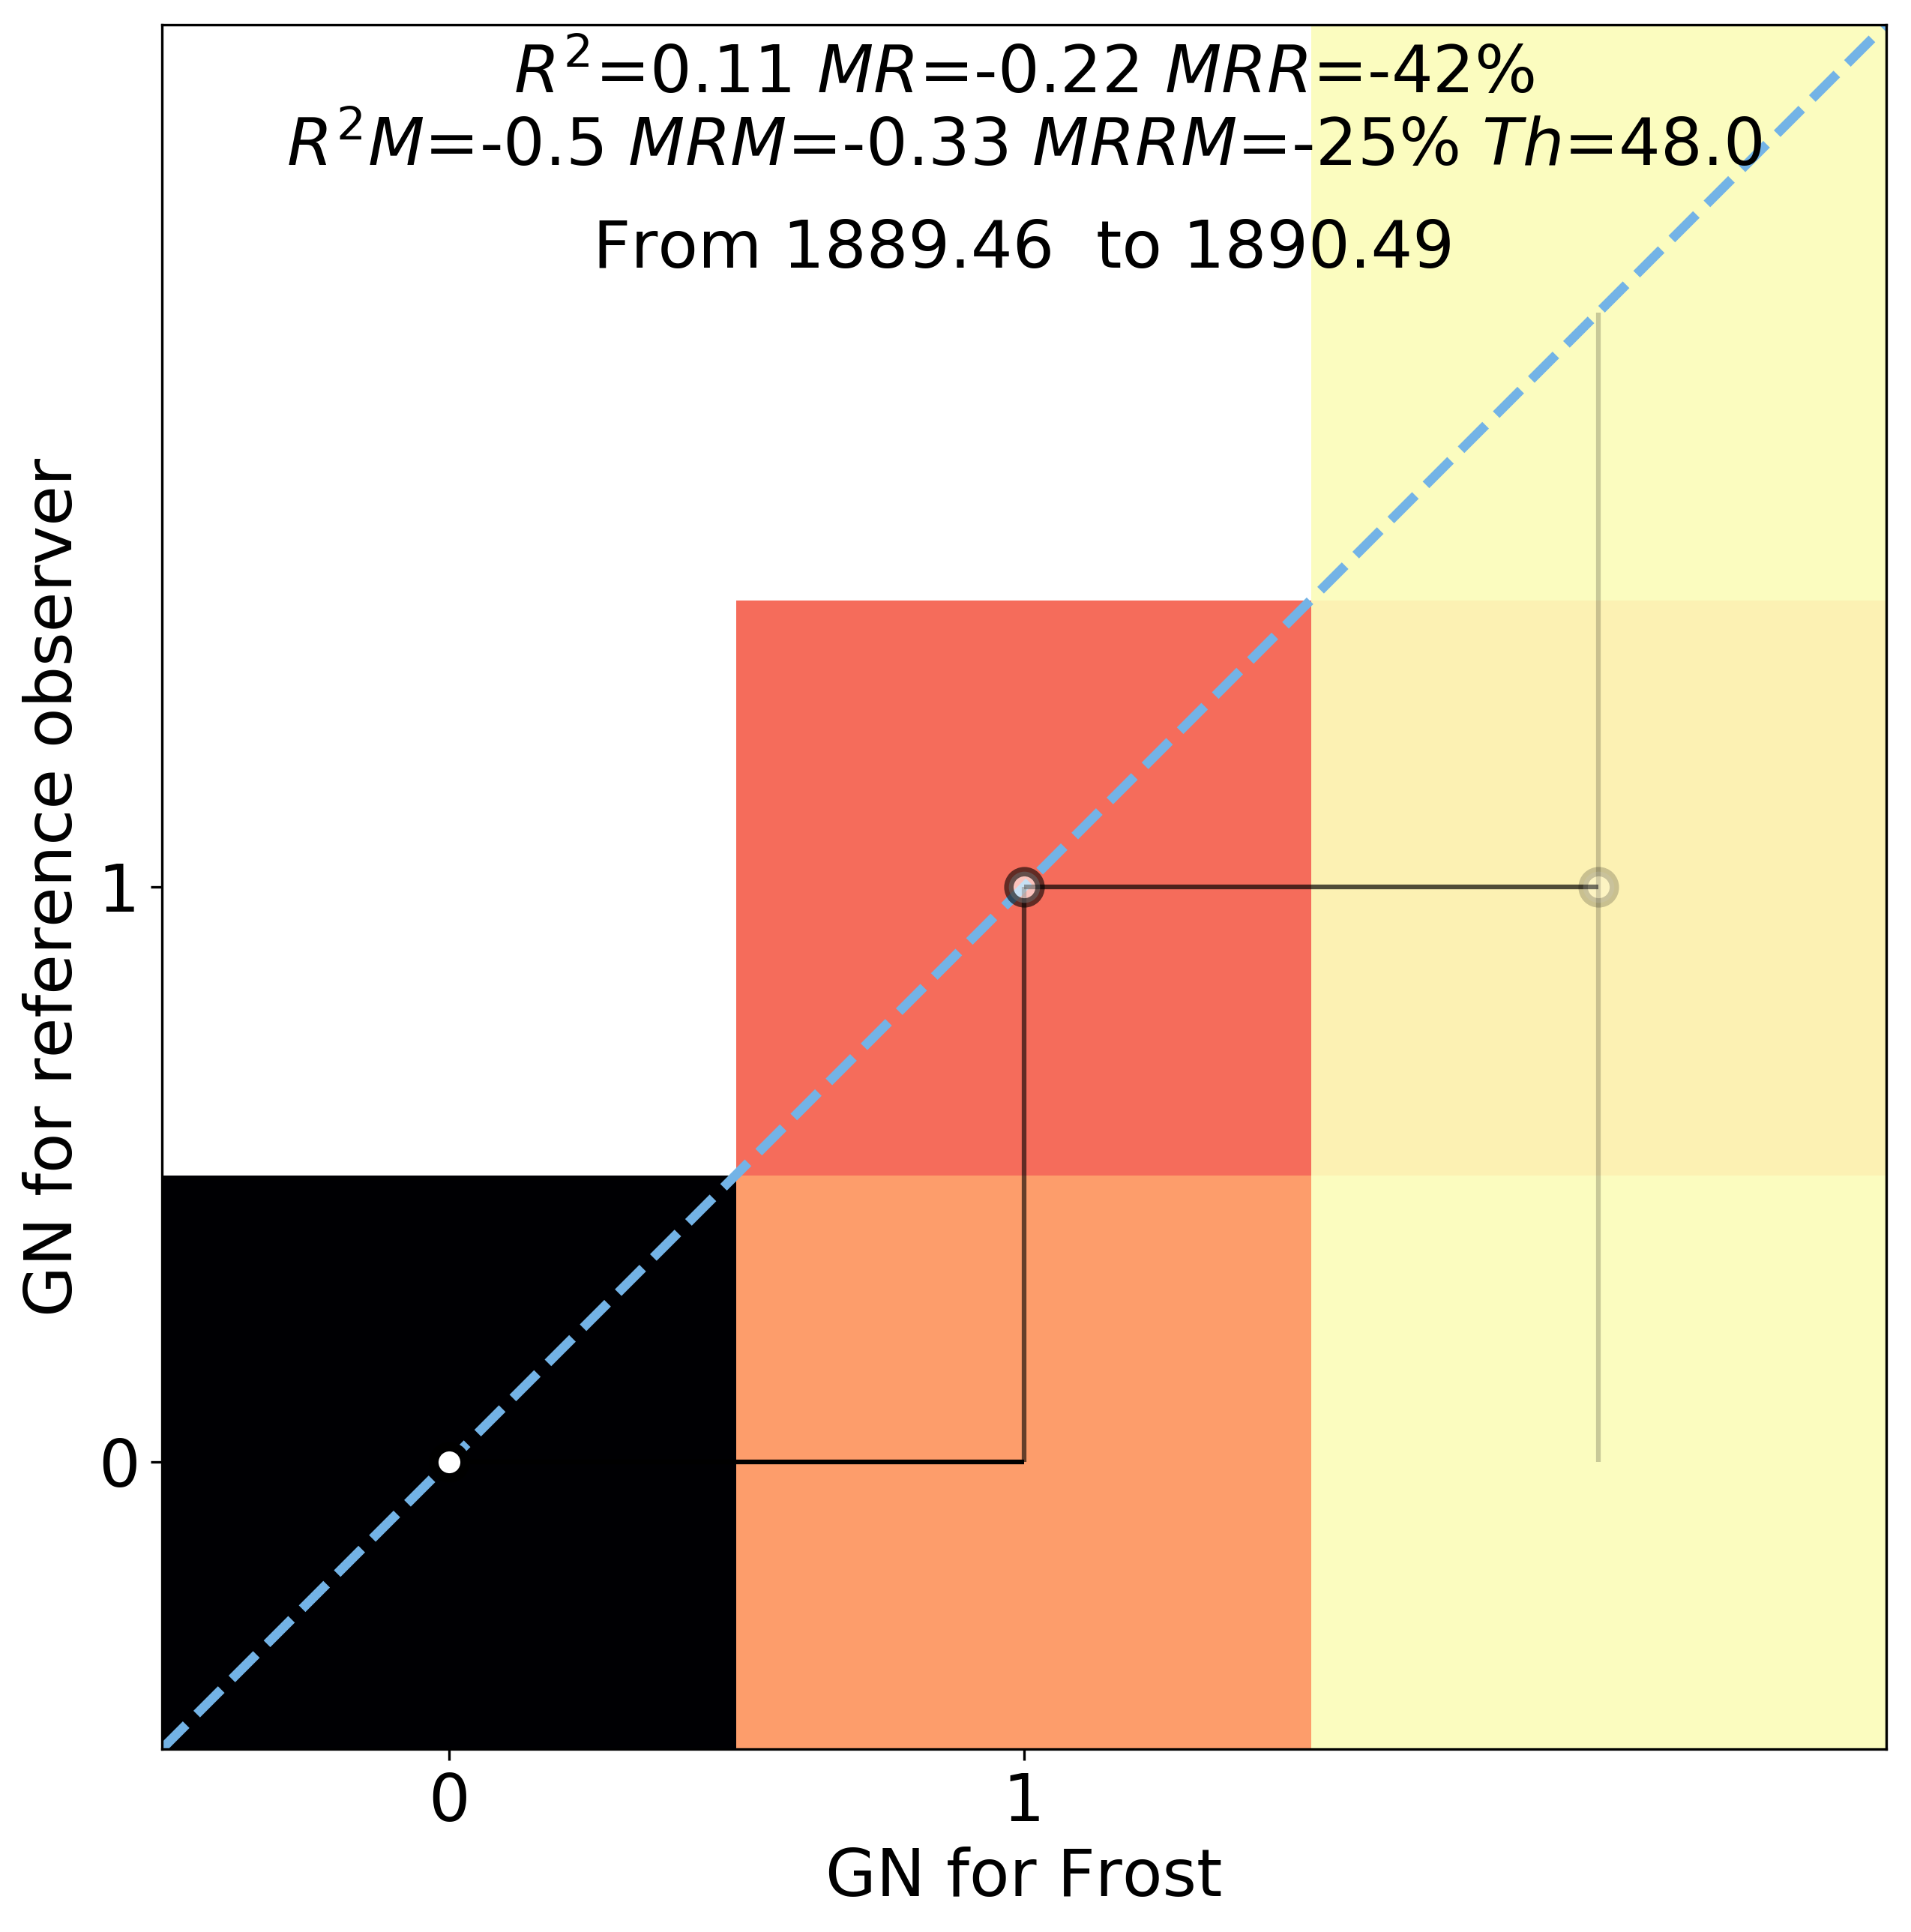 R²=0.11 MR=-0.22 MRR=-42%
R²M=-0.5 MRM=-0.33 MRRM=-25% Th=48.0
From 1889.46 to 1890.49
GN for reference observer
1
0
0 1
GN for Frost